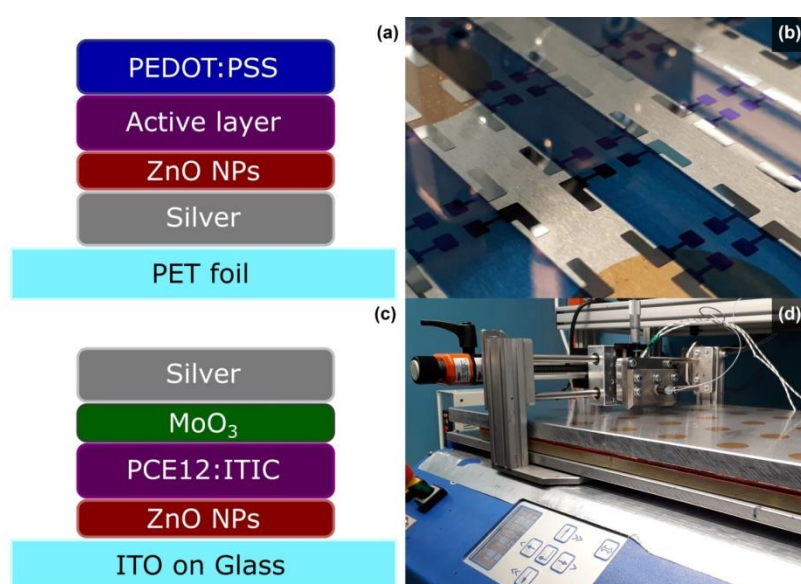 (a)
PEDOT:PSS
Active layer
ZnO NPs
Silver
PET foil
(b)
(c)
Silver
MoO₃
PCE12:ITIC
ZnO NPs
ITO on Glass
(d)